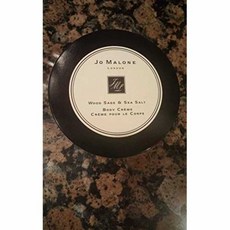 Jo Malone
London
Wood Sage & Sea Salt
Body Crème
Crème pour le Corps